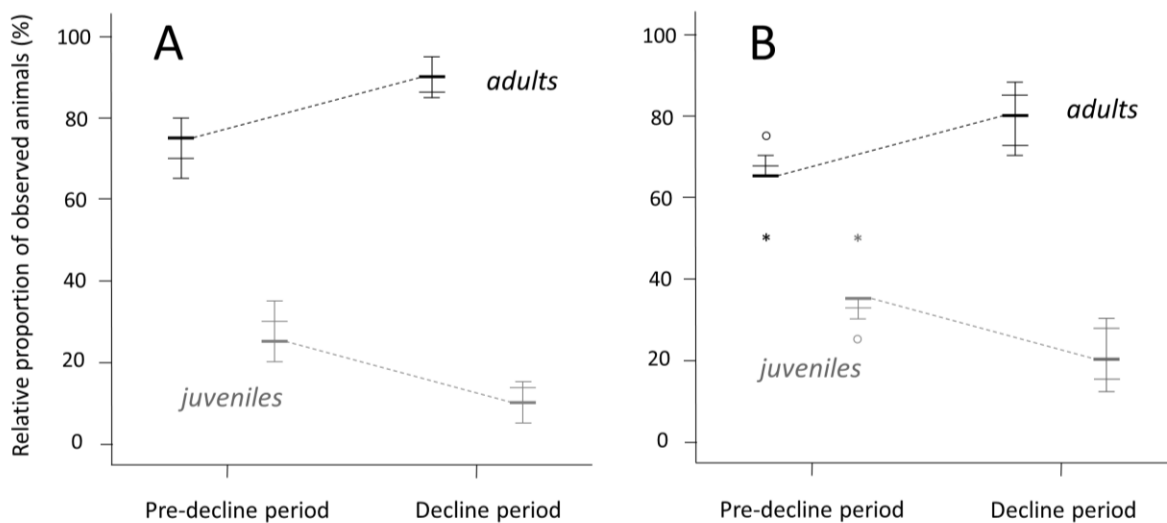 Relative proportion of observed animals (%)
100
80
60
40
20
0
A
adults
juveniles
Pre-decline period
Decline period
100
80
60
40
20
0
B
adults
*
*
juveniles
Pre-decline period
Decline period